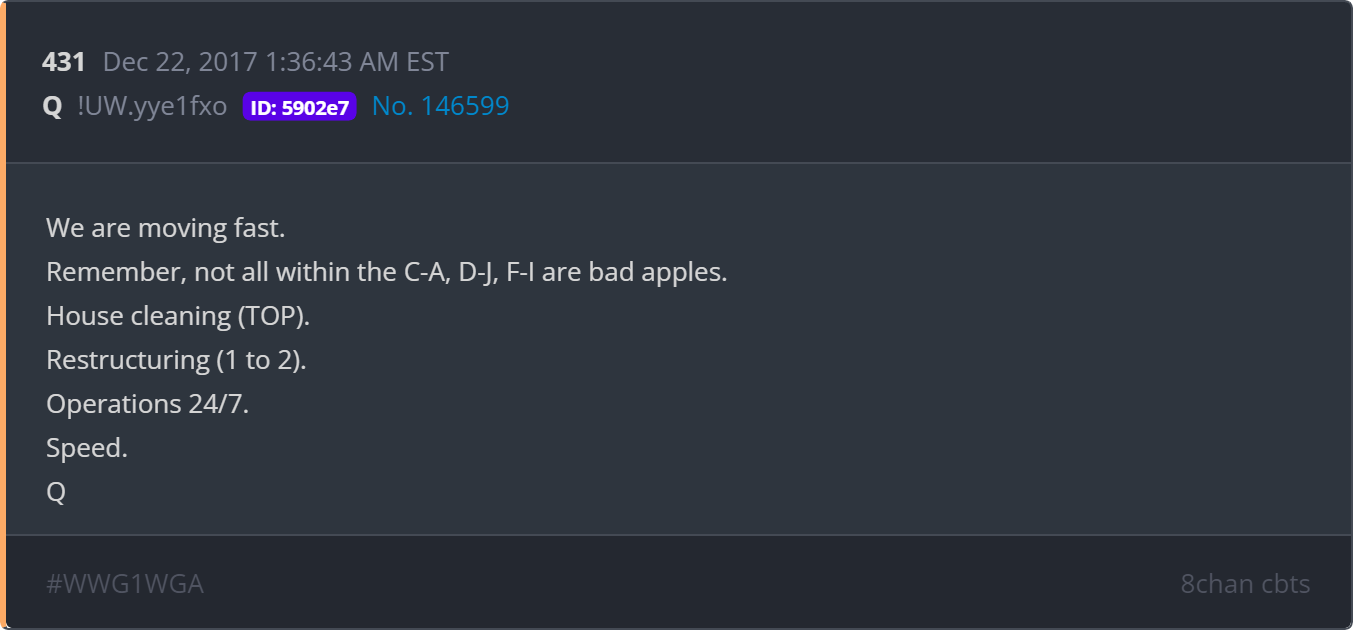 431 Dec 22, 2017 1:36:43 AM EST
Q !UW.yye1fxo ID: 5902e7 No. 146599
We are moving fast.
Remember, not all within the C-A, D-J, F-I are bad apples.
House cleaning (TOP).
Restructuring (1 to 2).
Operations 24/7.
Speed.
Q
#WWG1WGA 8chan cbts